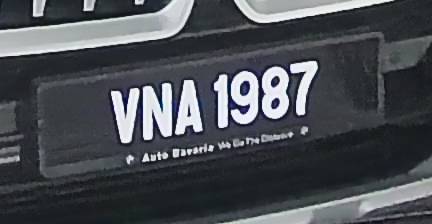 VNA 1987
Auto Bavaria We Go The Distance